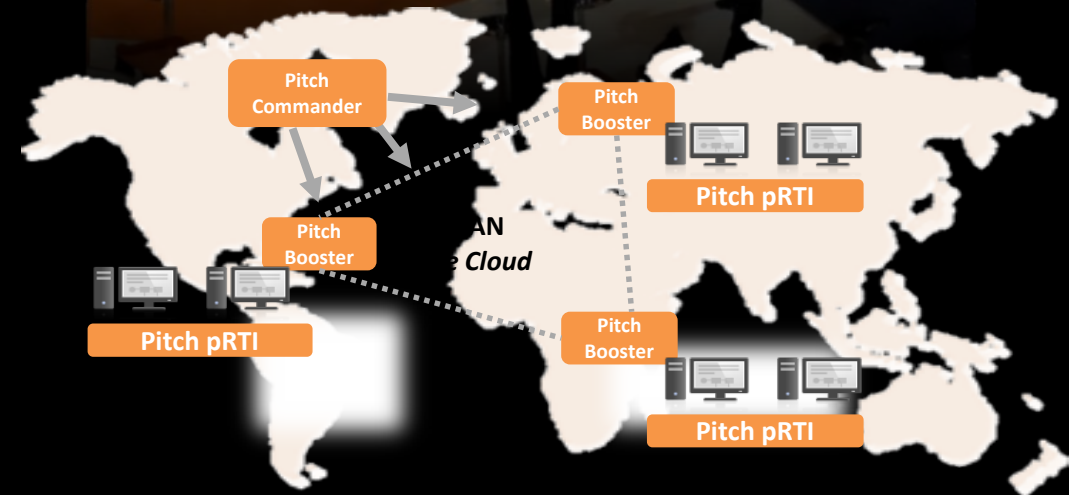 Pitch
Commander
Pitch
Booster
Pitch pRTI
Pitch
Booster
AN
e Cloud
Pitch pRTI
Pitch
Booster
Pitch pRTI